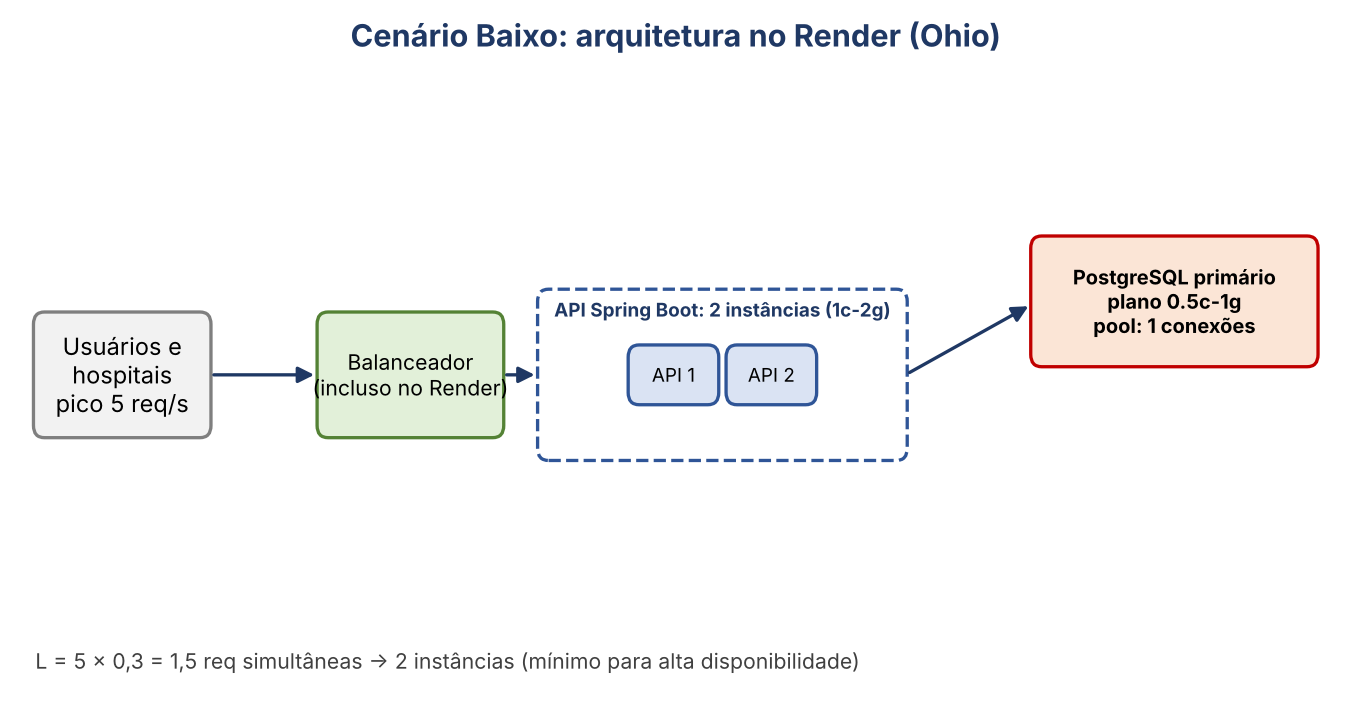 Cenário Baixo: arquitetura no Render (Ohio)
Usuários e
hospitais
pico 5 req/s
Balanceador
(incluso no Render)
API Spring Boot: 2 instâncias (1c-2g)
API 1
API 2
PostgreSQL primário
plano 0.5c-1g
pool: 1 conexões
L = 5 × 0,3 = 1,5 req simultâneas → 2 instâncias (mínimo para alta disponibilidade)